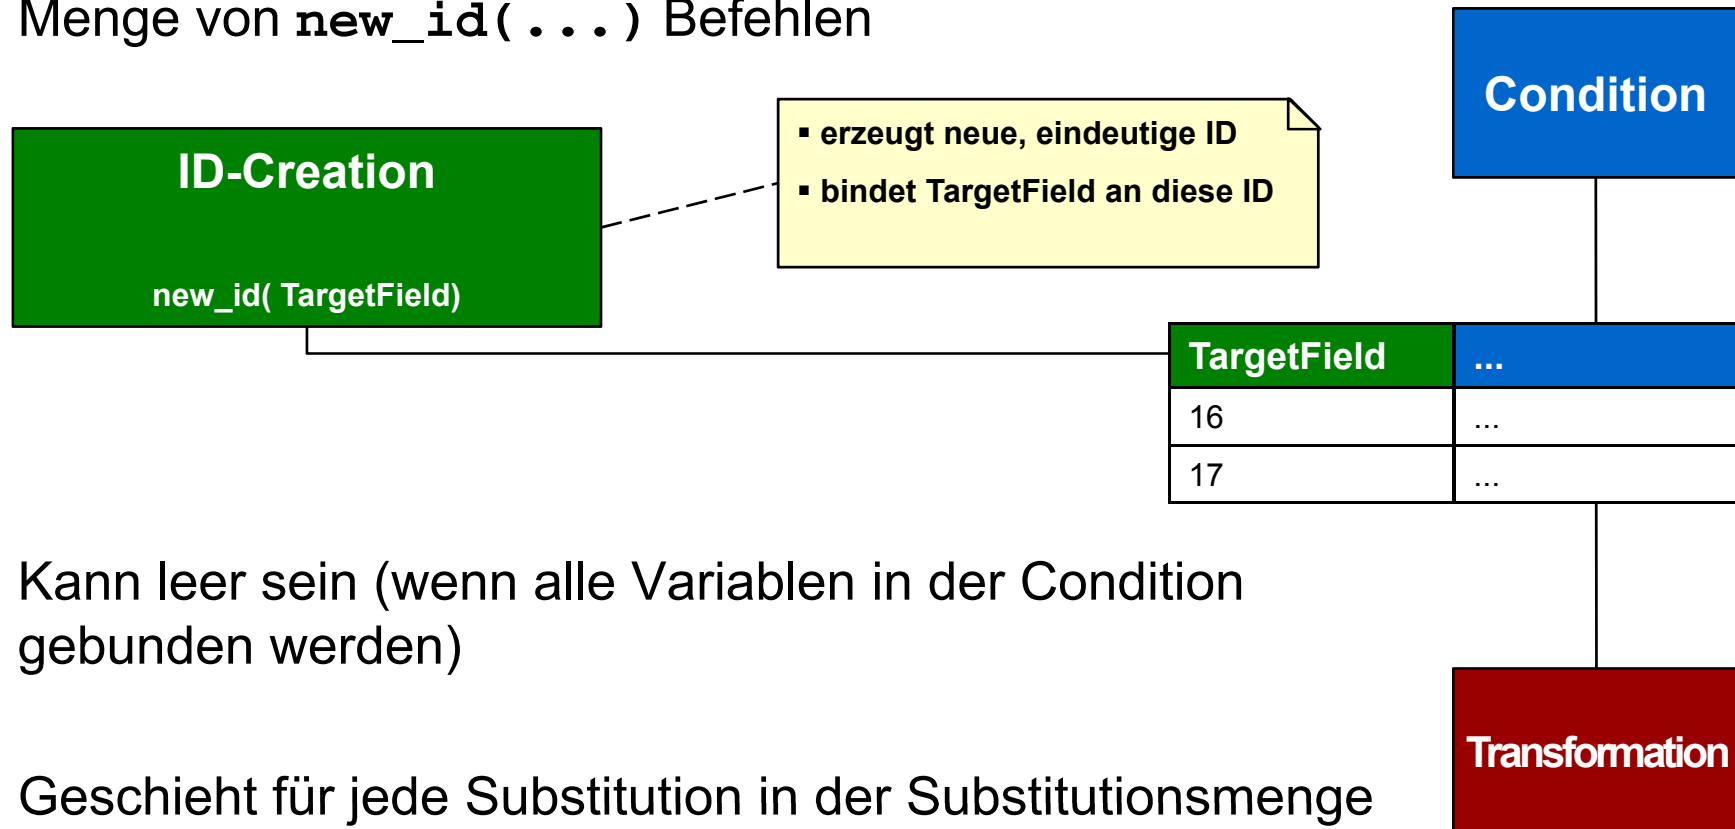 Menge von new_id(...) Befehlen
Condition
ID-Creation
new_id( TargetField)
▪ erzeugt neue, eindeutige ID
▪ bindet TargetField an diese ID
TargetField ...
16 ...
17 ...
Kann leer sein (wenn alle Variablen in der Condition
gebunden werden)
Transformation
Geschieht für jede Substitution in der Substitutionsmenge